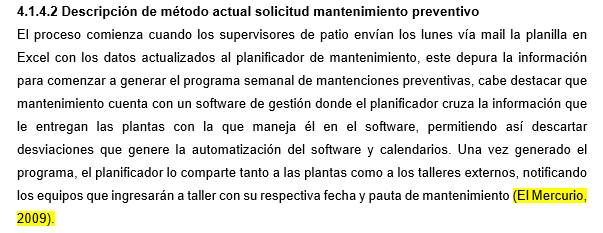 4.1.4.2 Descripción de método actual solicitud mantenimiento preventivo
El proceso comienza cuando los supervisores de patio envían los lunes vía mail la planilla en
Excel con los datos actualizados al planificador de mantenimiento, este depura la información
para comenzar a generar el programa semanal de mantenciones preventivas, cabe destacar que
mantenimiento cuenta con un software de gestión donde el planificador cruza la información que
le entregan las plantas con la que maneja él en el software, permitiendo así descartar
desviaciones que genere la automatización del software y calendarios. Una vez generado el
programa, el planificador lo comparte tanto a las plantas como a los talleres externos, notificando
los equipos que ingresarán a taller con su respectiva fecha y pauta de mantenimiento (El Mercurio,
2009).